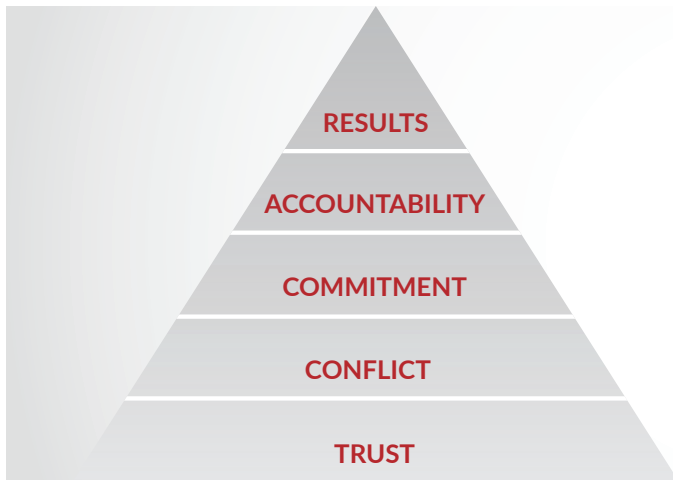 RESULTS
ACCOUNTABILITY
COMMITMENT
CONFLICT
TRUST